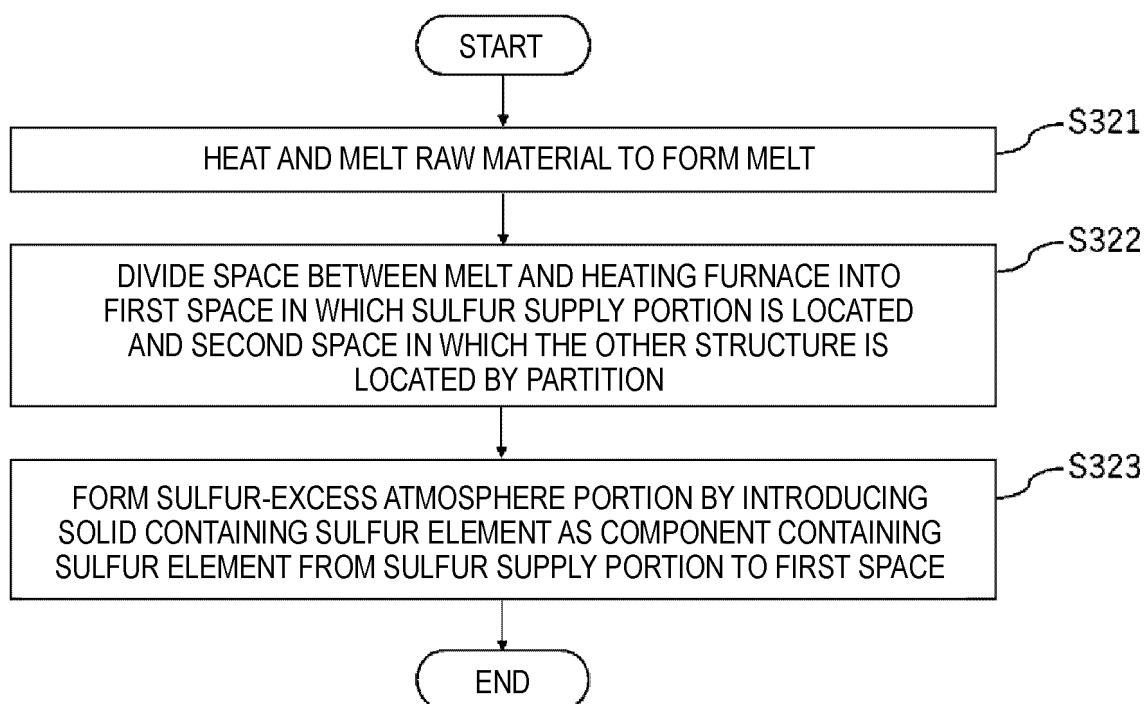 START
S321
HEAT AND MELT RAW MATERIAL TO FORM MELT
S322
DIVIDE SPACE BETWEEN MELT AND HEATING FURNACE INTO
FIRST SPACE IN WHICH SULFUR SUPPLY PORTION IS LOCATED
AND SECOND SPACE IN WHICH THE OTHER STRUCTURE IS
LOCATED BY PARTITION
S323
FORM SULFUR-EXCESS ATMOSPHERE PORTION BY INTRODUCING
SOLID CONTAINING SULFUR ELEMENT AS COMPONENT CONTAINING
SULFUR ELEMENT FROM SULFUR SUPPLY PORTION TO FIRST SPACE
END